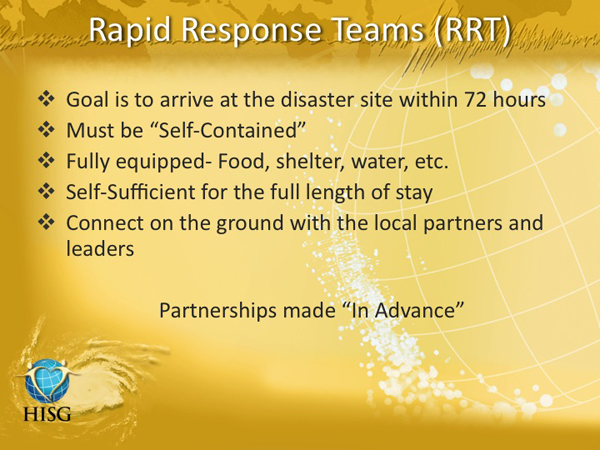 Rapid Response Teams (RRT)
❖ Goal is to arrive at the disaster site within 72 hours
❖ Must be “Self-Contained”
❖ Fully equipped- Food, shelter, water, etc.
❖ Self-Sufficient for the full length of stay
❖ Connect on the ground with the local partners and
leaders
Partnerships made “In Advance”
HISG